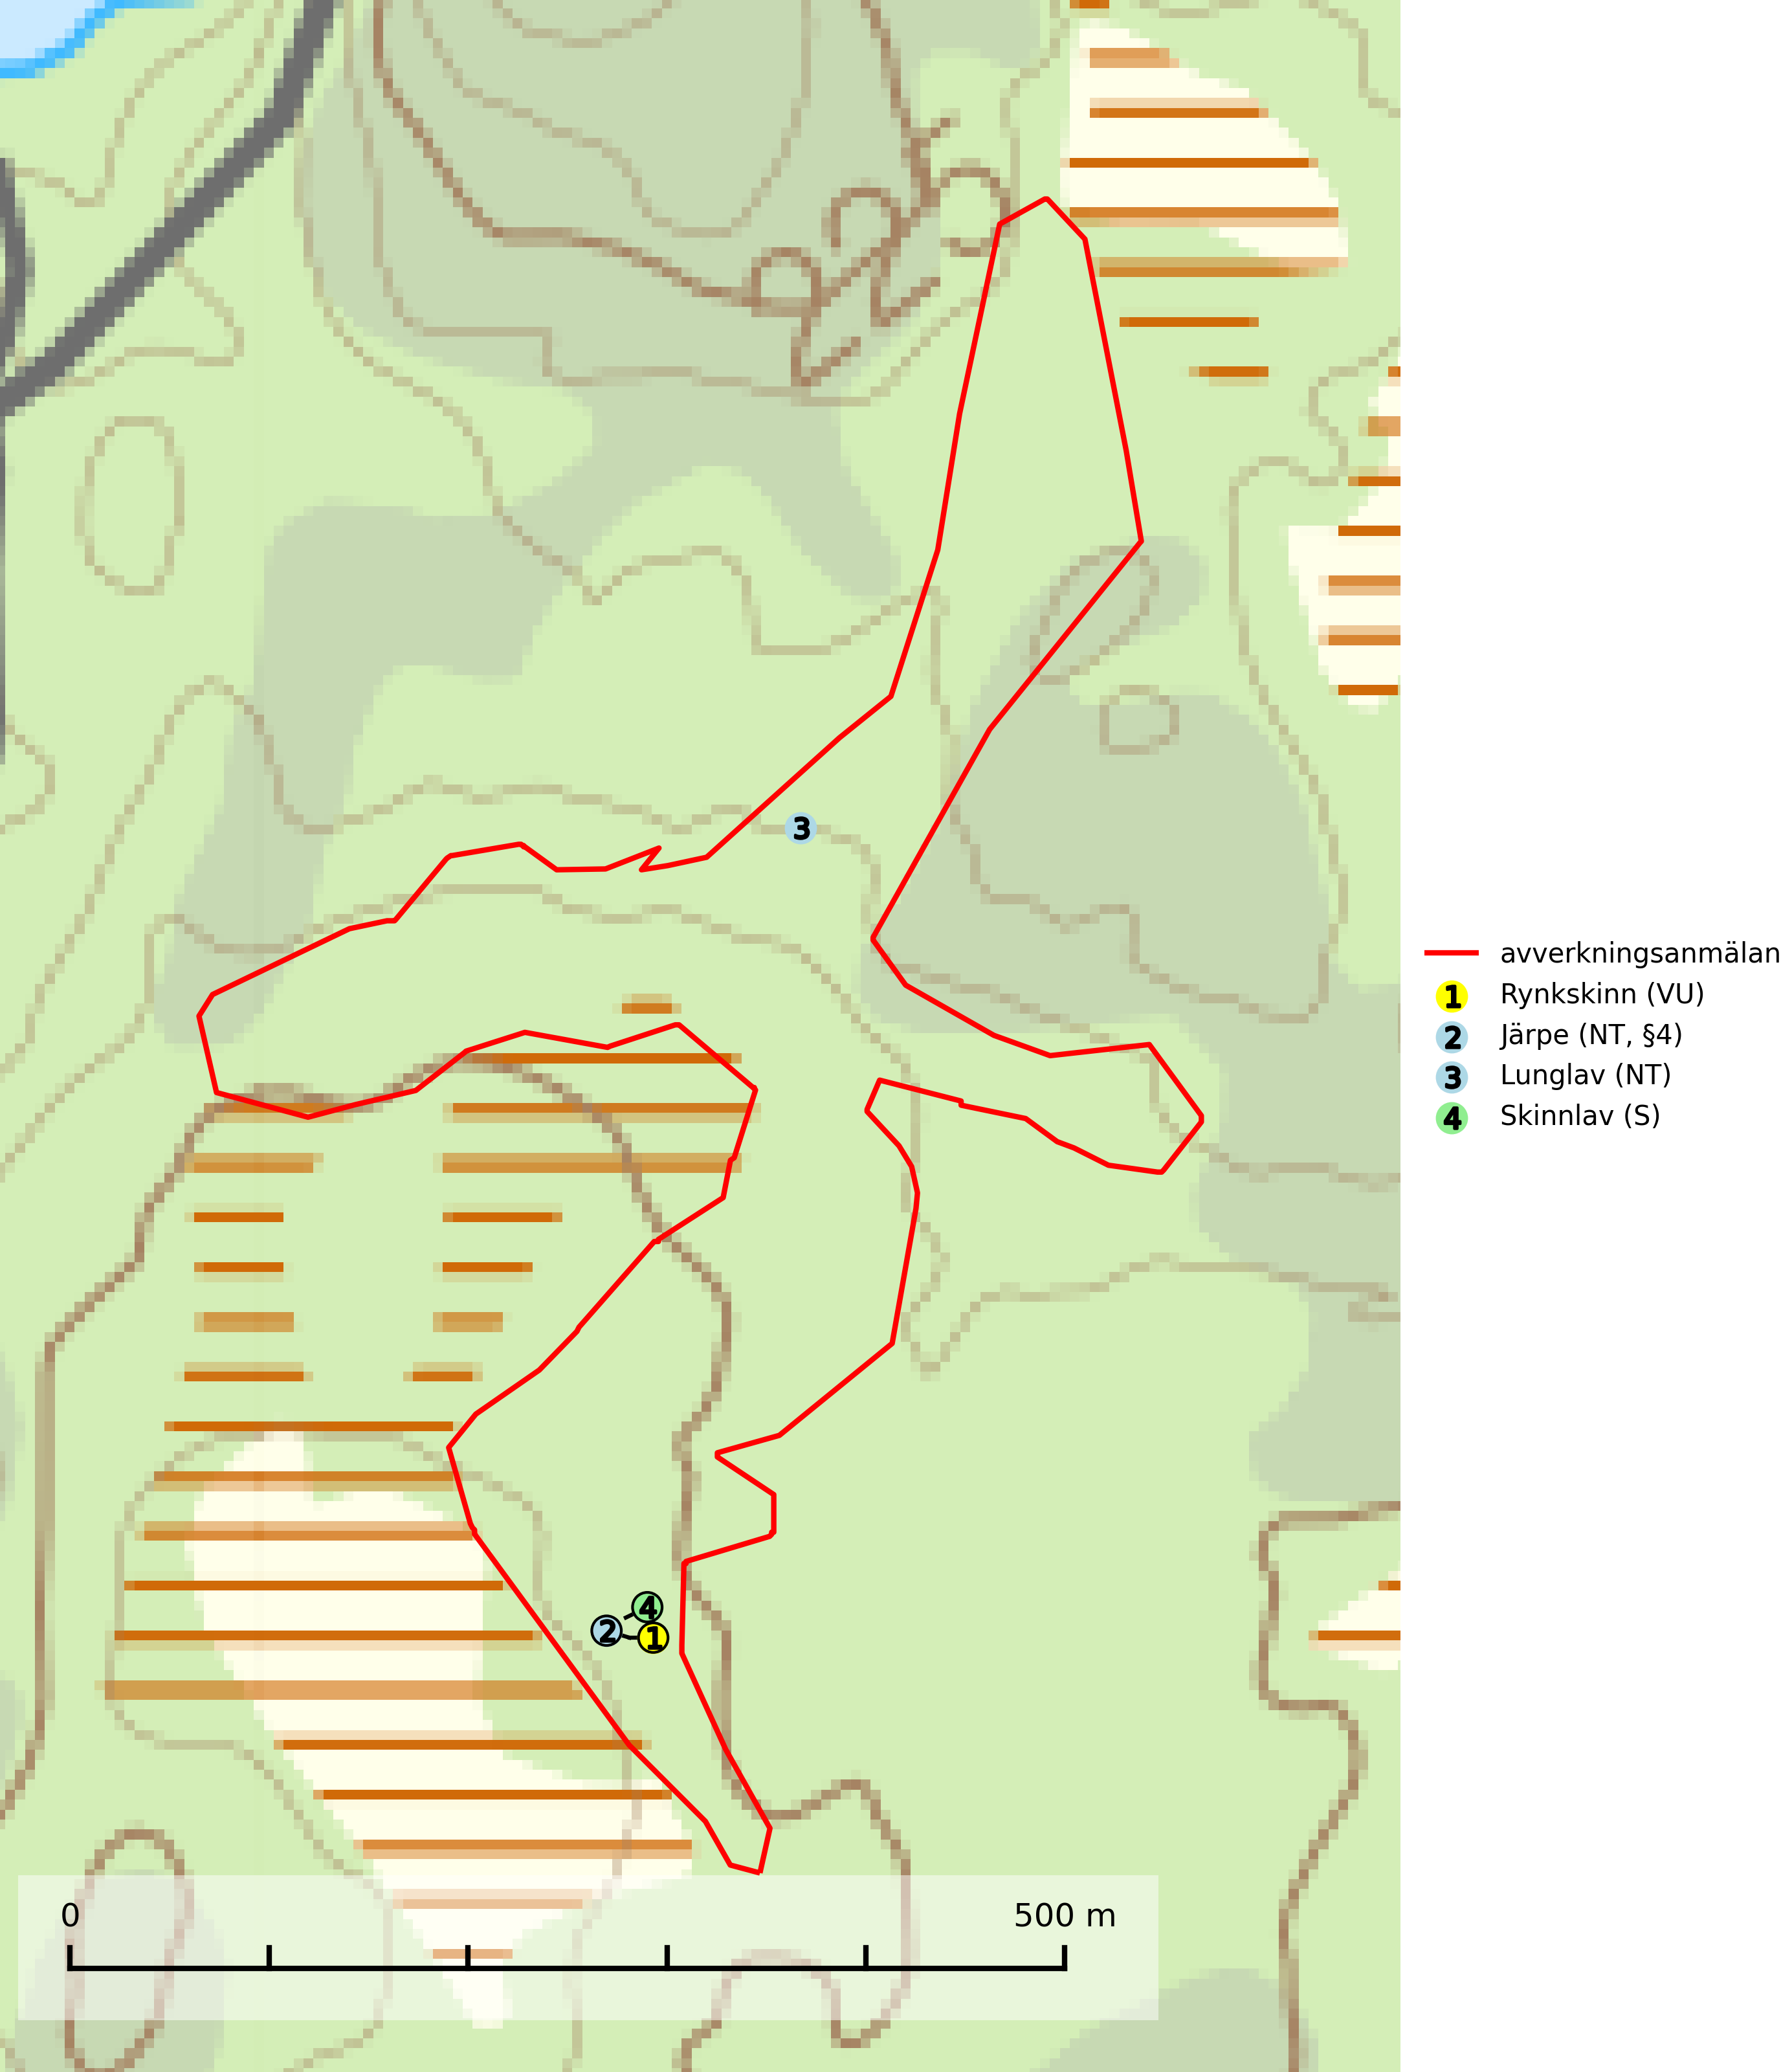 3
avverkningsanmälan
1 Rynkskinn (VU)
2 Järpe (NT, §4)
3 Lunglav (NT)
4 Skinnlav (S)
4
2
1
0 500 m